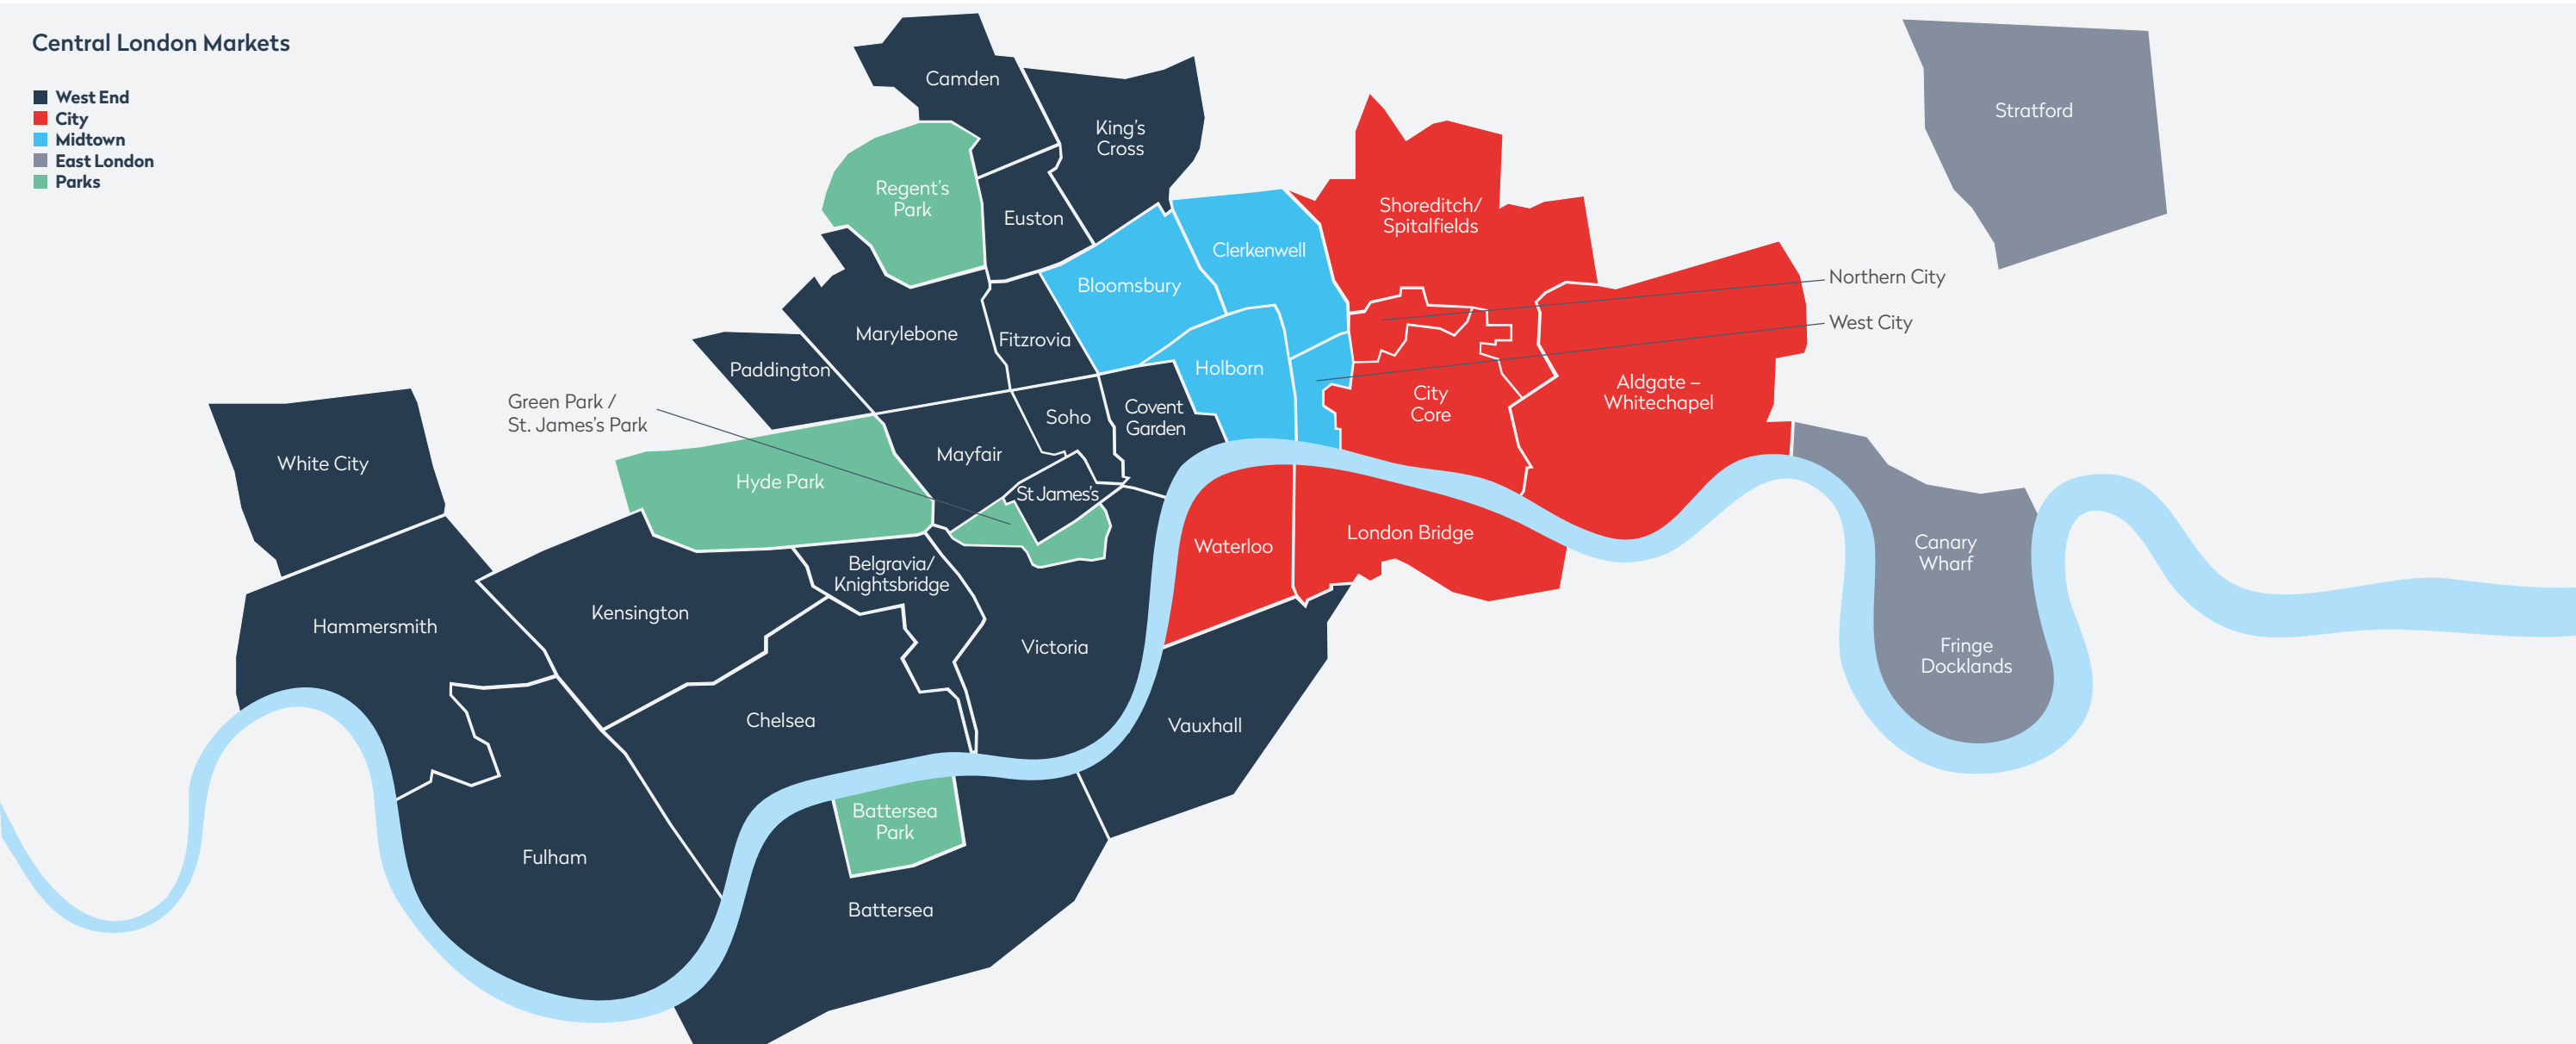 Central London Markets
West End
City
Midtown
East London
Parks
Camden
King's
Cross
Stratford
Regent's
Park
Euston
Shoreditch/
Spitalfields
Clerkenwell
Northern City
Bloomsbury
West City
Marylebone
Fitzrovia
Paddington
Holborn
Aldgate –
Whitechapel
City
Core
Green Park /
St. James's Park
Soho
Covent
Garden
White City
Mayfair
Hyde Park
St James's
Waterloo
London Bridge
Canary
Wharf
Belgravia/
Knightsbridge
Kensington
Hammersmith
Victoria
Fringe
Docklands
Chelsea
Vauxhall
Battersea
Park
Fulham
Battersea